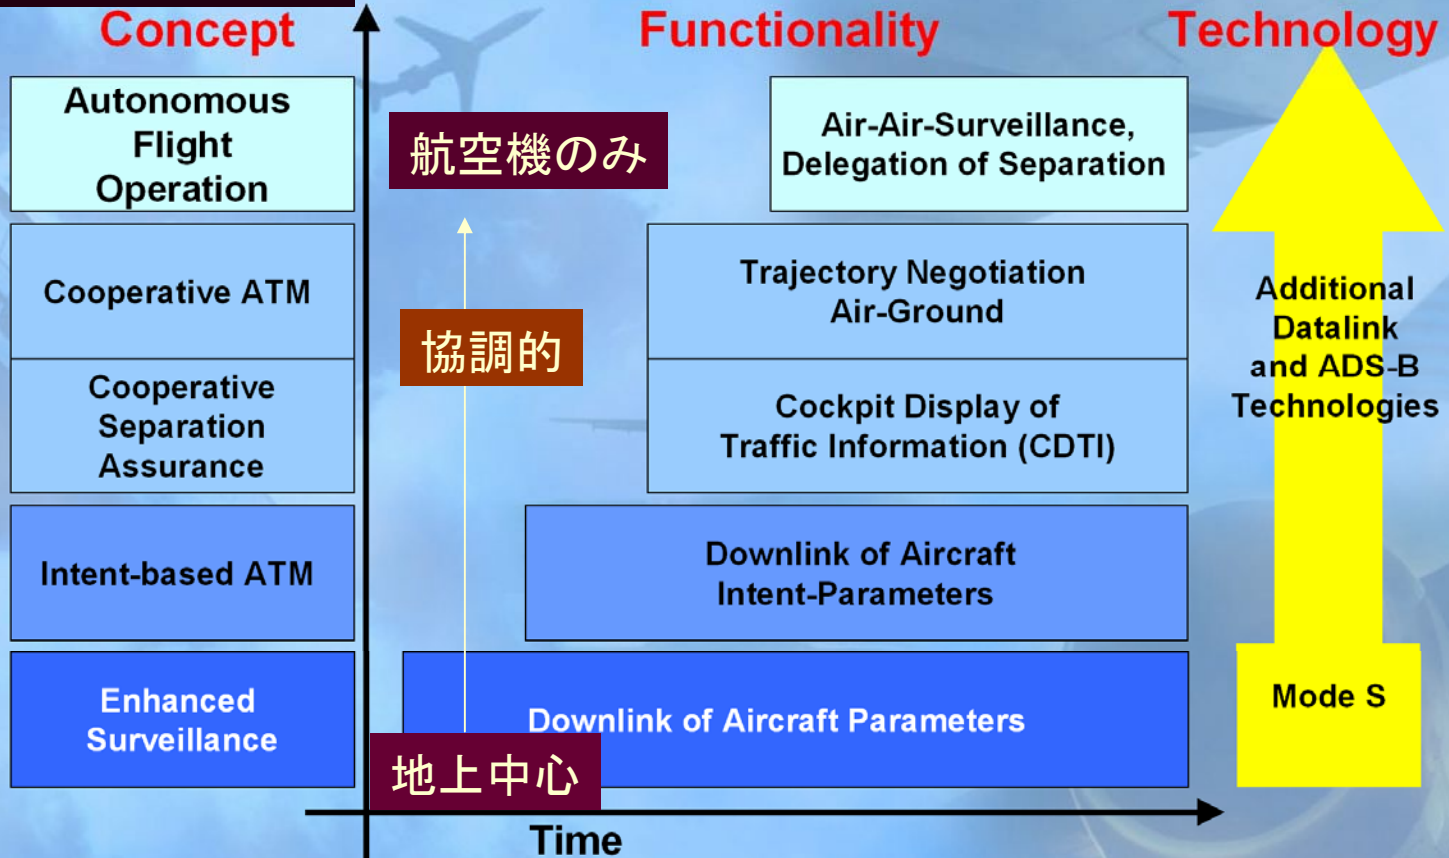 Concept
Functionality
Technology
Autonomous
Flight
Operation
航空機のみ
Air-Air-Surveillance,
Delegation of Separation
Cooperative ATM
Trajectory Negotiation
Air-Ground
Additional
Datalink
and ADS-B
Technologies
協調的
Cooperative
Separation
Assurance
Cockpit Display of
Traffic Information (CDTI)
Intent-based ATM
Downlink of Aircraft
Intent-Parameters
Enhanced
Surveillance
Downlink of Aircraft Parameters
Mode S
地上中心
Time